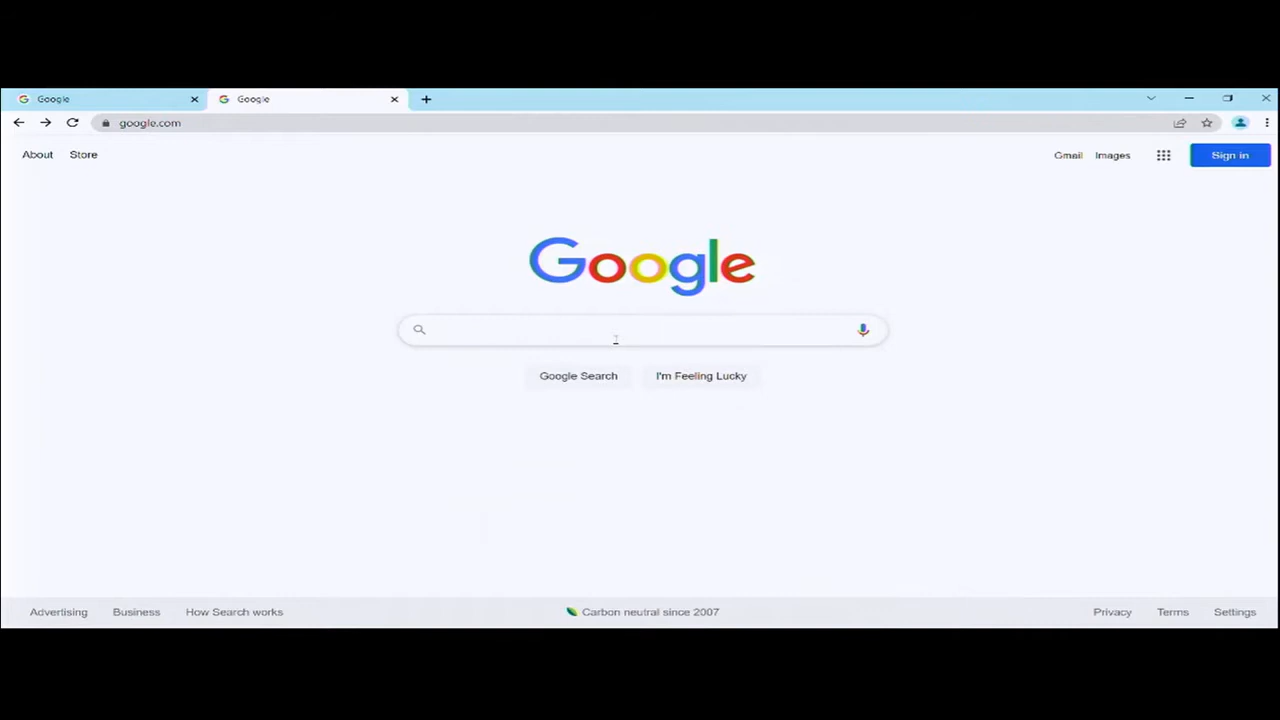 Google Google
google.com
About Store Gmail Images Sign in
Google
Google Search I'm Feeling Lucky
Advertising Business How Search works Carbon neutral since 2007 Privacy Terms Settings